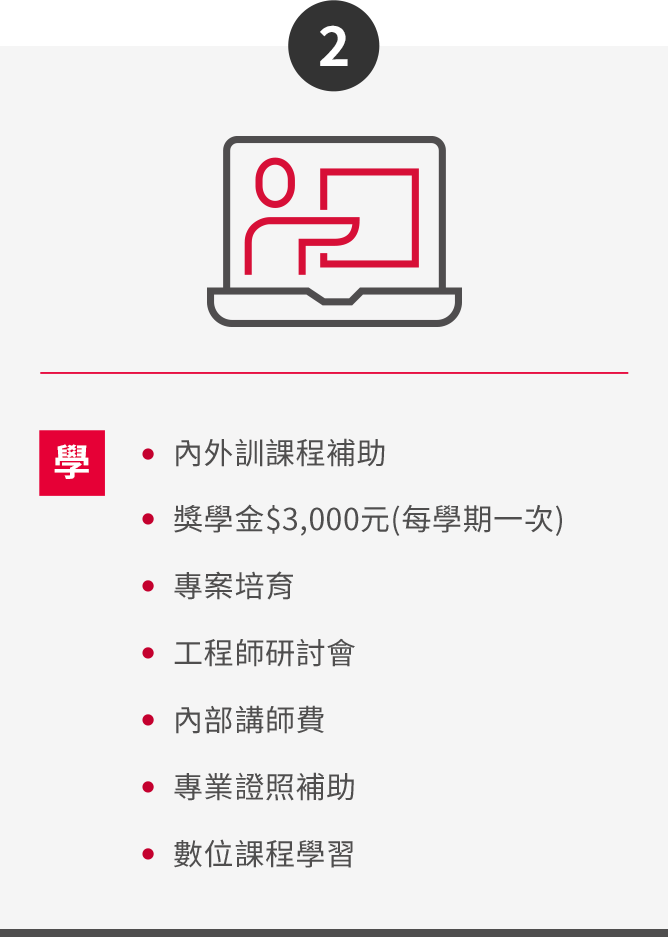 2
學
內外訓課程補助
獎學金$3,000元(每學期一次)
專案培育
工程師研討會
內部講師費
專業證照補助
數位課程學習